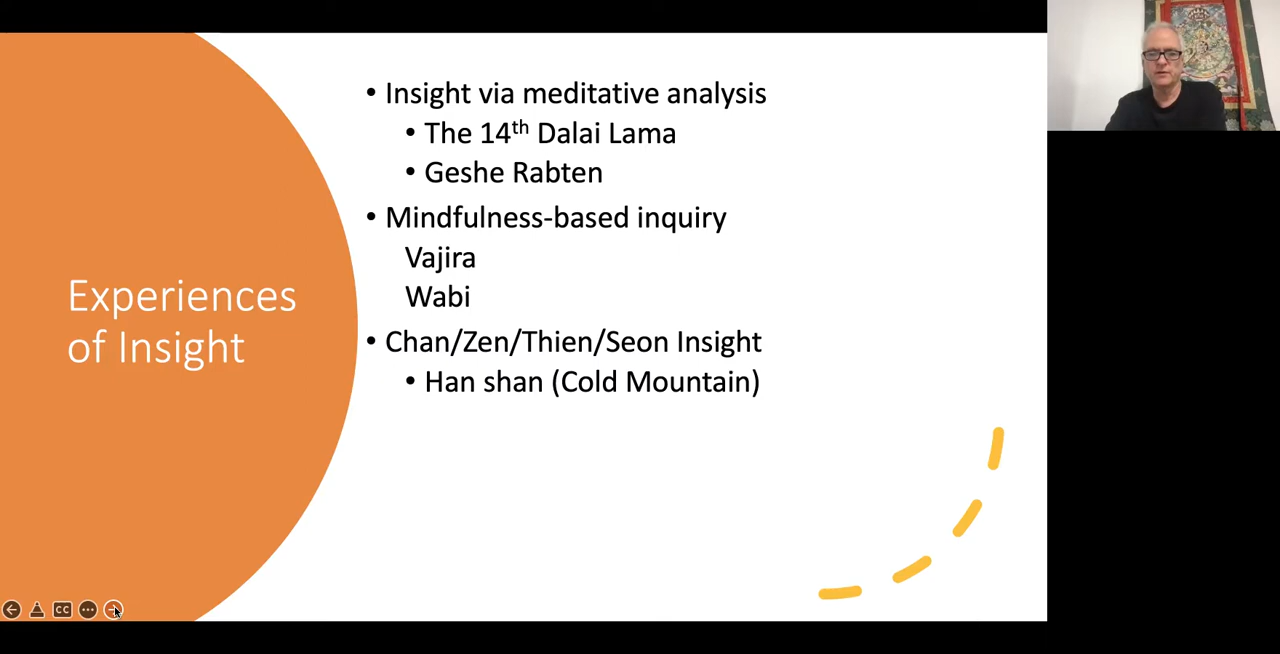 Experiences
of Insight
• Insight via meditative analysis
• The 14th Dalai Lama
• Geshe Rabten
• Mindfulness-based inquiry
Vajira
Wabi
• Chan/Zen/Thien/Seon Insight
• Han shan (Cold Mountain)
CC